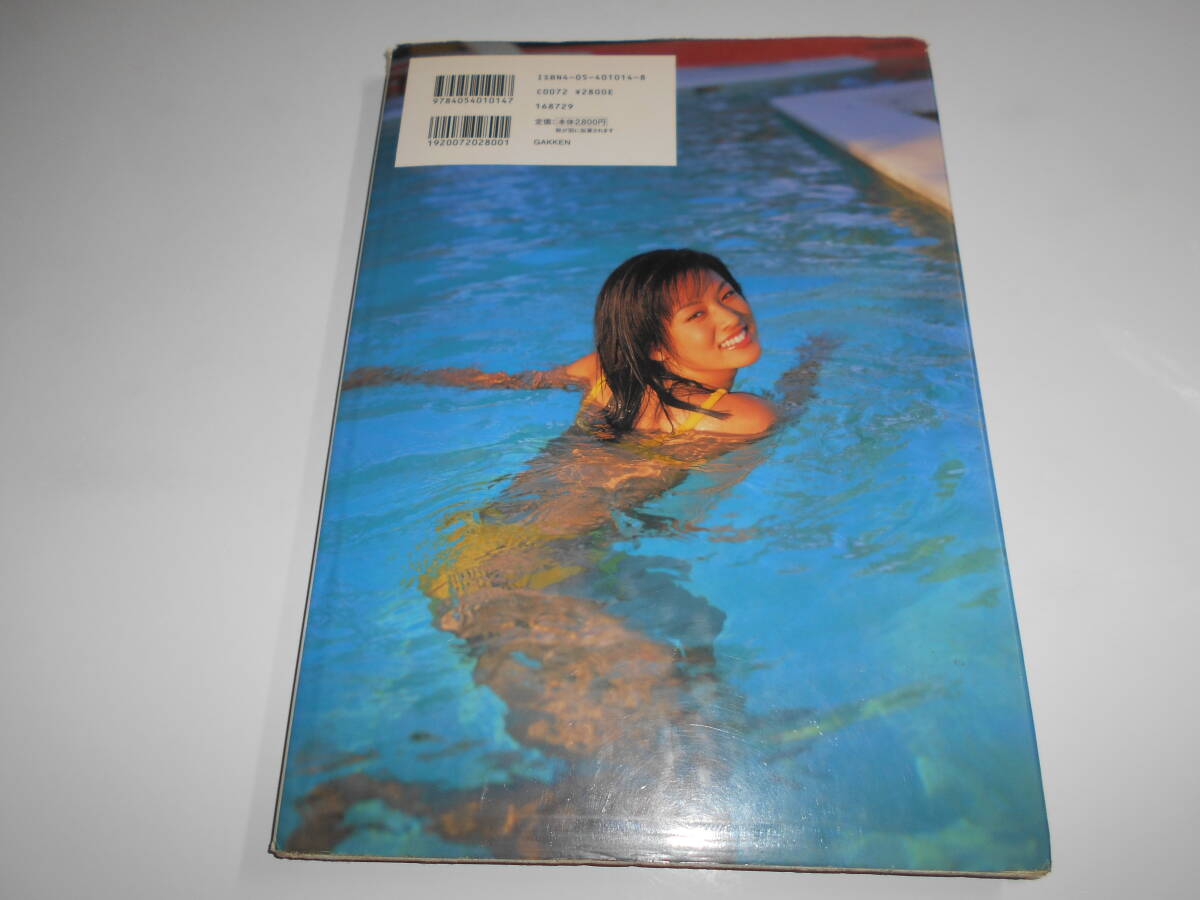 ISBN4-05-401014-8
C0072 ¥2800E
9784054010147
168729
定価:本体2,800円
税が別に加算されます
1920072028001
GAKKEN